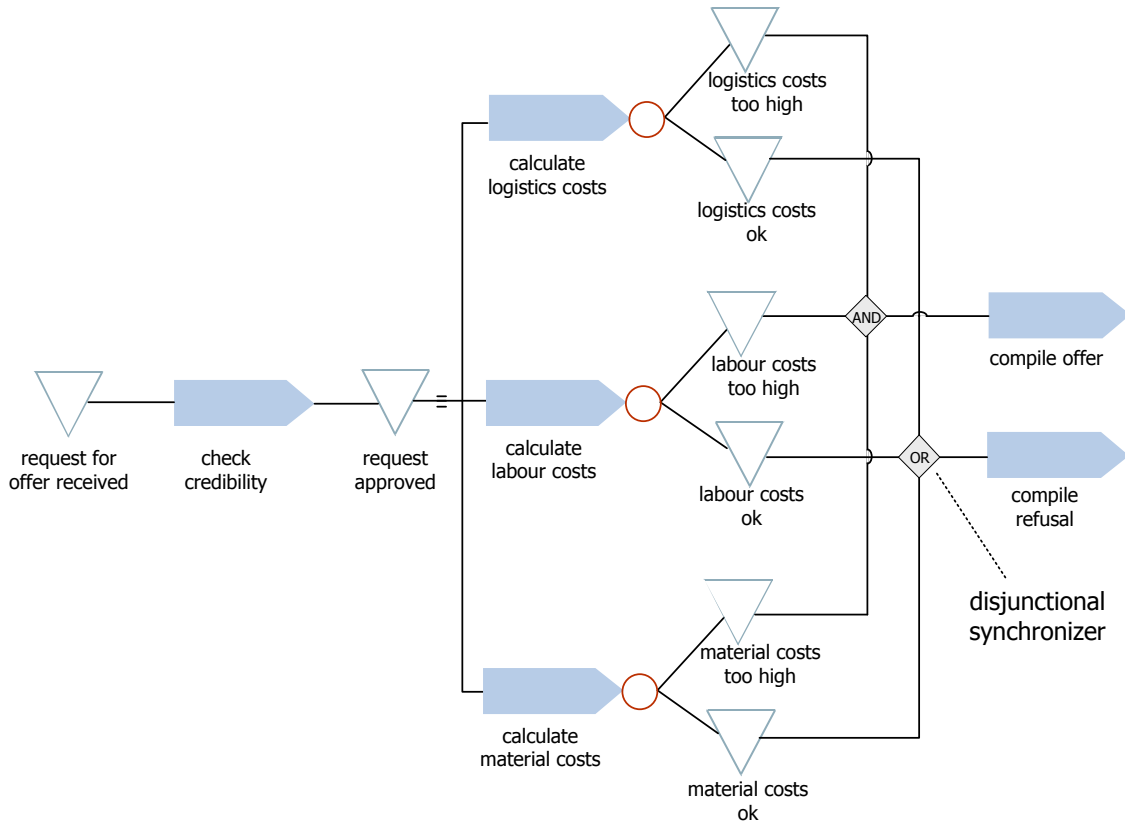 logistics costs
too high
calculate
logistics costs
logistics costs
ok
AND
compile offer
labour costs
too high
request for
offer received
check
credibility
request
approved
calculate
labour costs
labour costs
ok
OR
compile
refusal
disjunctional
synchronizer
material costs
too high
calculate
material costs
material costs
ok